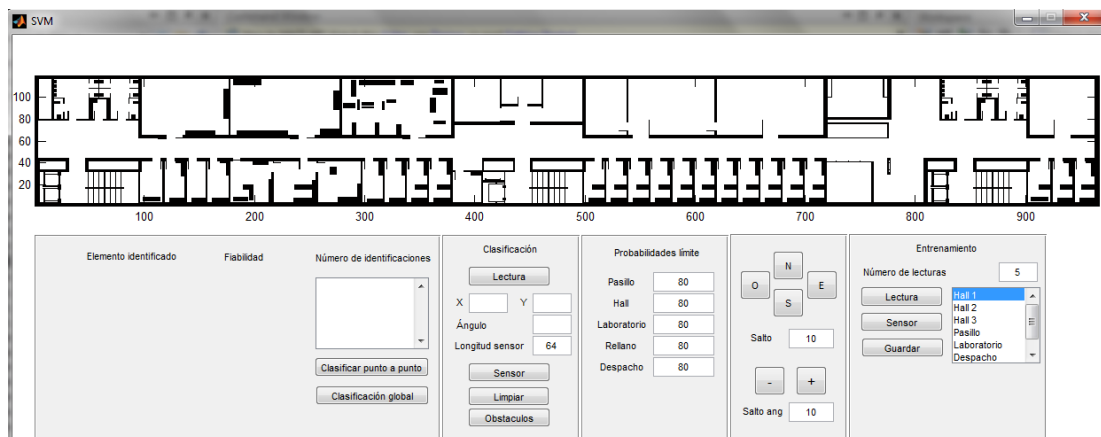 SVM
100
80
60
40
20
100 200 300 400 500 600 700 800 900
Elemento identificado
Fiabilidad
Número de identificaciones
Clasificar punto a punto
Clasificación global
Clasificación
Lectura
X
Y
Ángulo
Longitud sensor 64
Sensor
Limpiar
Obstaculos
Probabilidades límite
Pasillo 80
Hall 80
Laboratorio 80
Rellano 80
Despacho 80
N
O
E
S
Salto 10
- +
Salto ang 10
Entrenamiento
Número de lecturas 5
Lectura
Sensor
Guardar
Hall 1
Hall 2
Hall 3
Pasillo
Laboratorio
Despacho